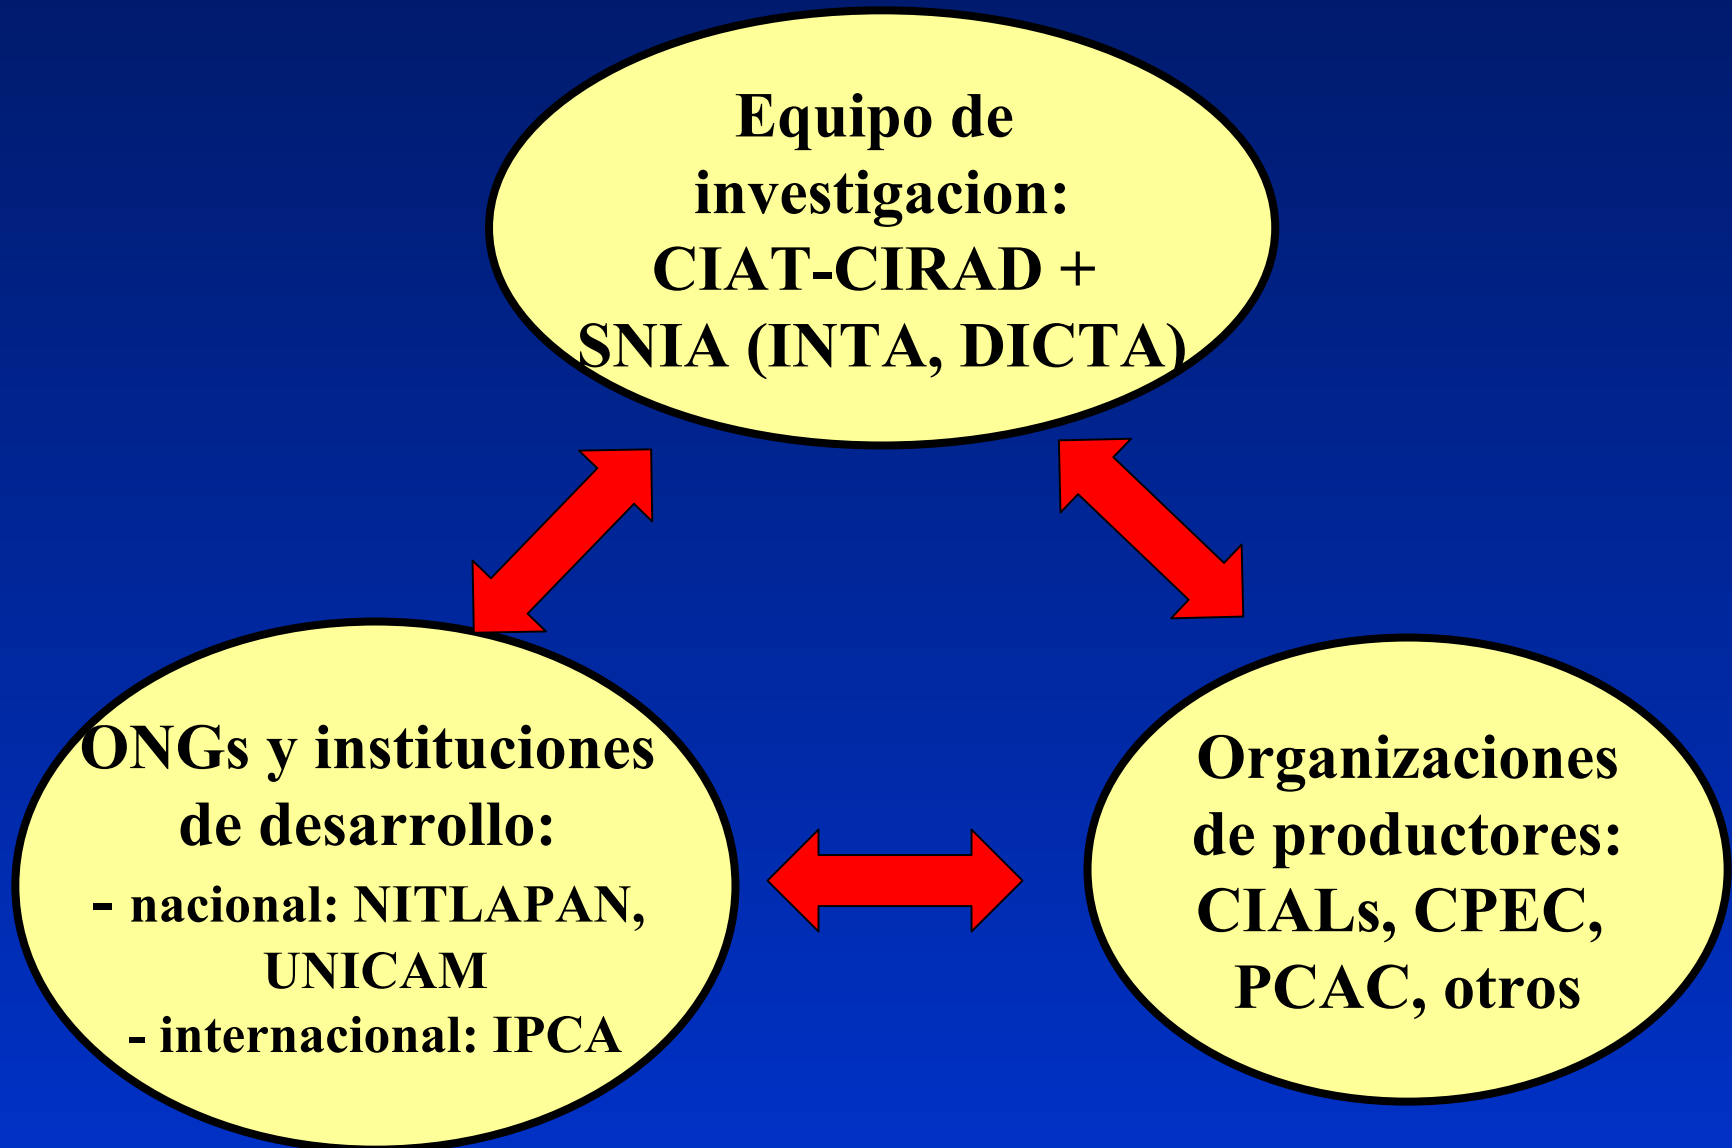 Equipo de
investigacion:
CIAT-CIRAD +
SNIA (INTA, DICTA)
ONGs y instituciones
de desarrollo:
- nacional: NITLAPAN,
UNICAM
- internacional: IPCA
Organizaciones
de productores:
CIALs, CPEC,
PCAC, otros